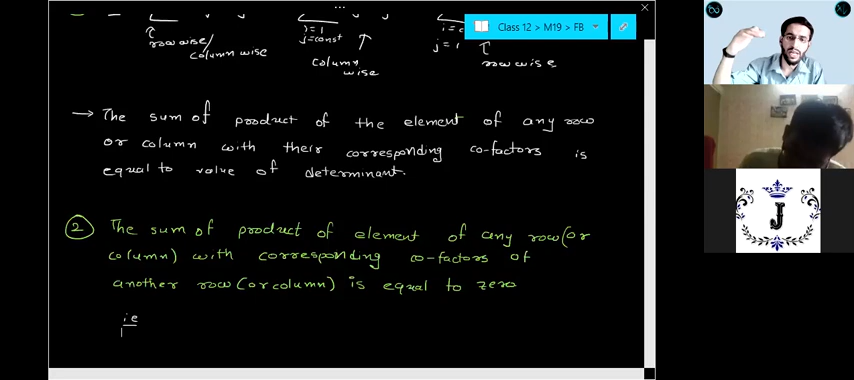 Class 12 > M19 > FB
i=1
j=const
j=1
row wise/
column wise
column
wise
row wise
→ The sum of product of the element of any row
or column with their corresponding co-factors is
equal to value of determinant.
2 The sum of product of element of any row (or
column) with corresponding co-factors of
another row (or column) is equal to zero
ie
J